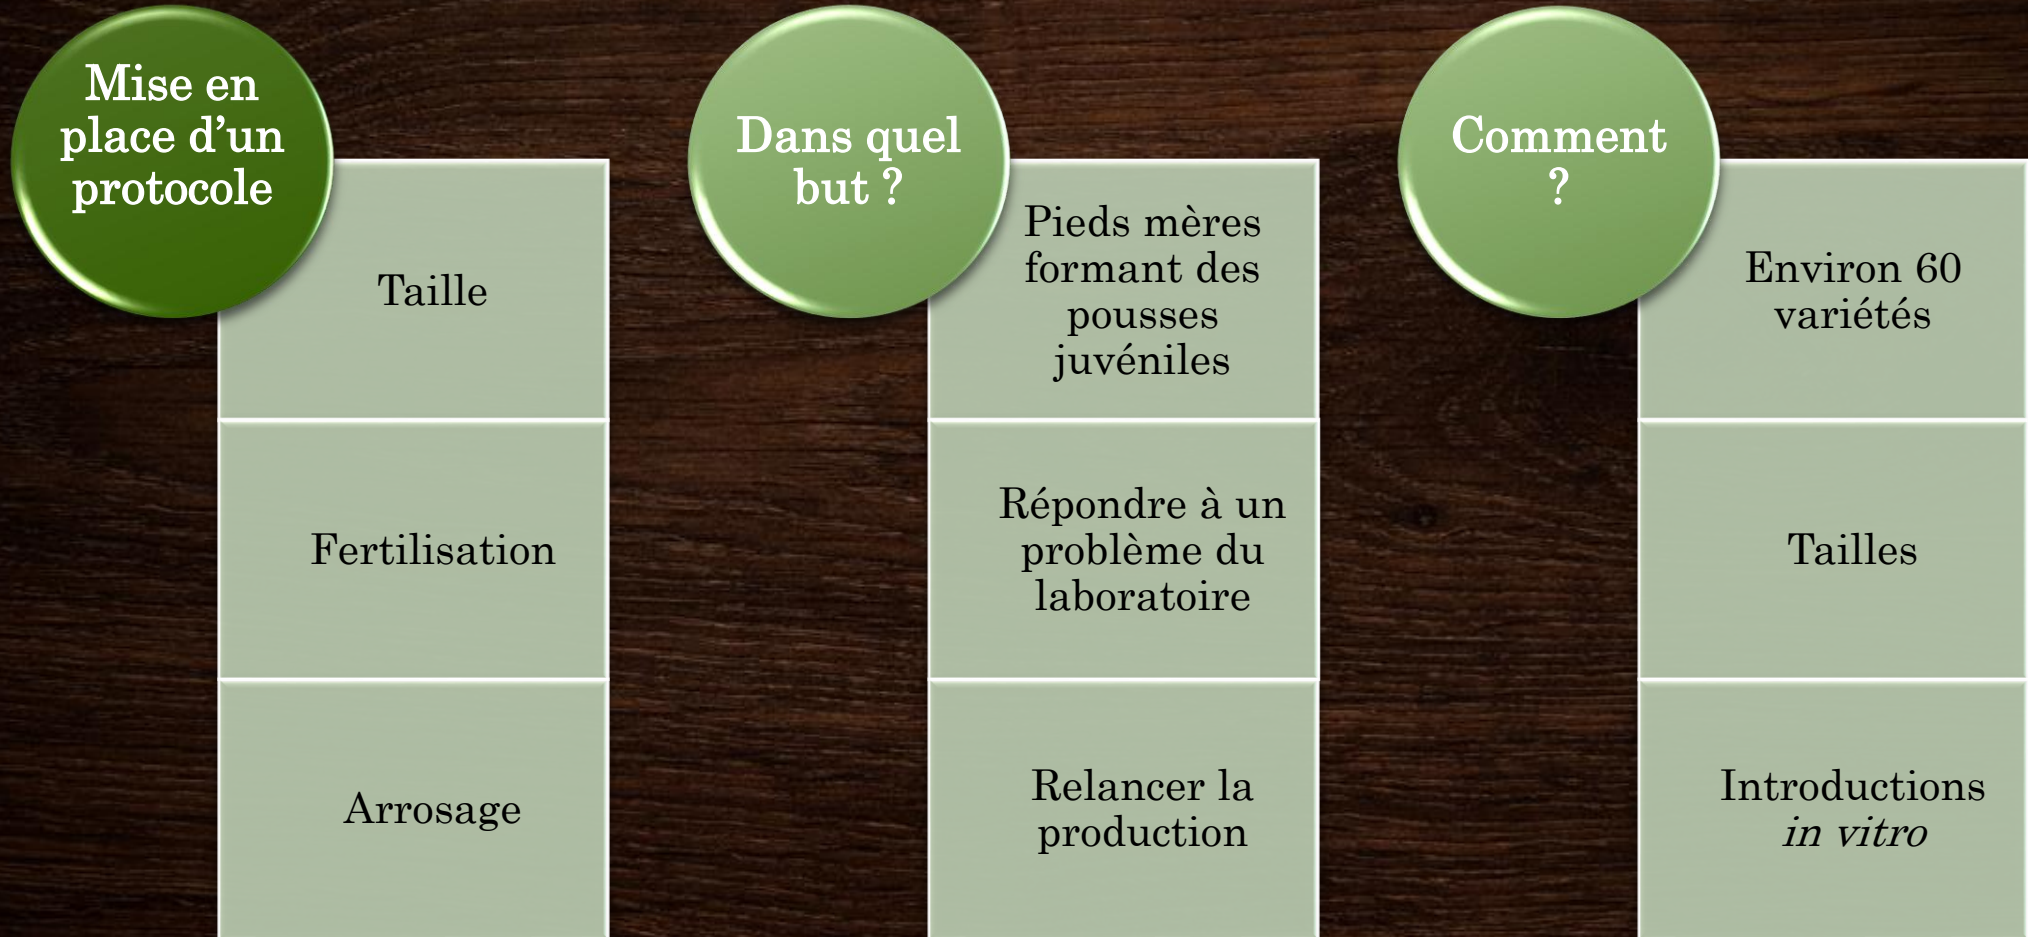 Mise en
place d’un
protocole
Taille
Fertilisation
Arrosage
Dans quel
but ?
Pieds mères
formant des
pousses
juvéniles
Répondre à un
problème du
laboratoire
Relancer la
production
Comment
?
Environ 60
variétés
Tailles
Introductions
in vitro